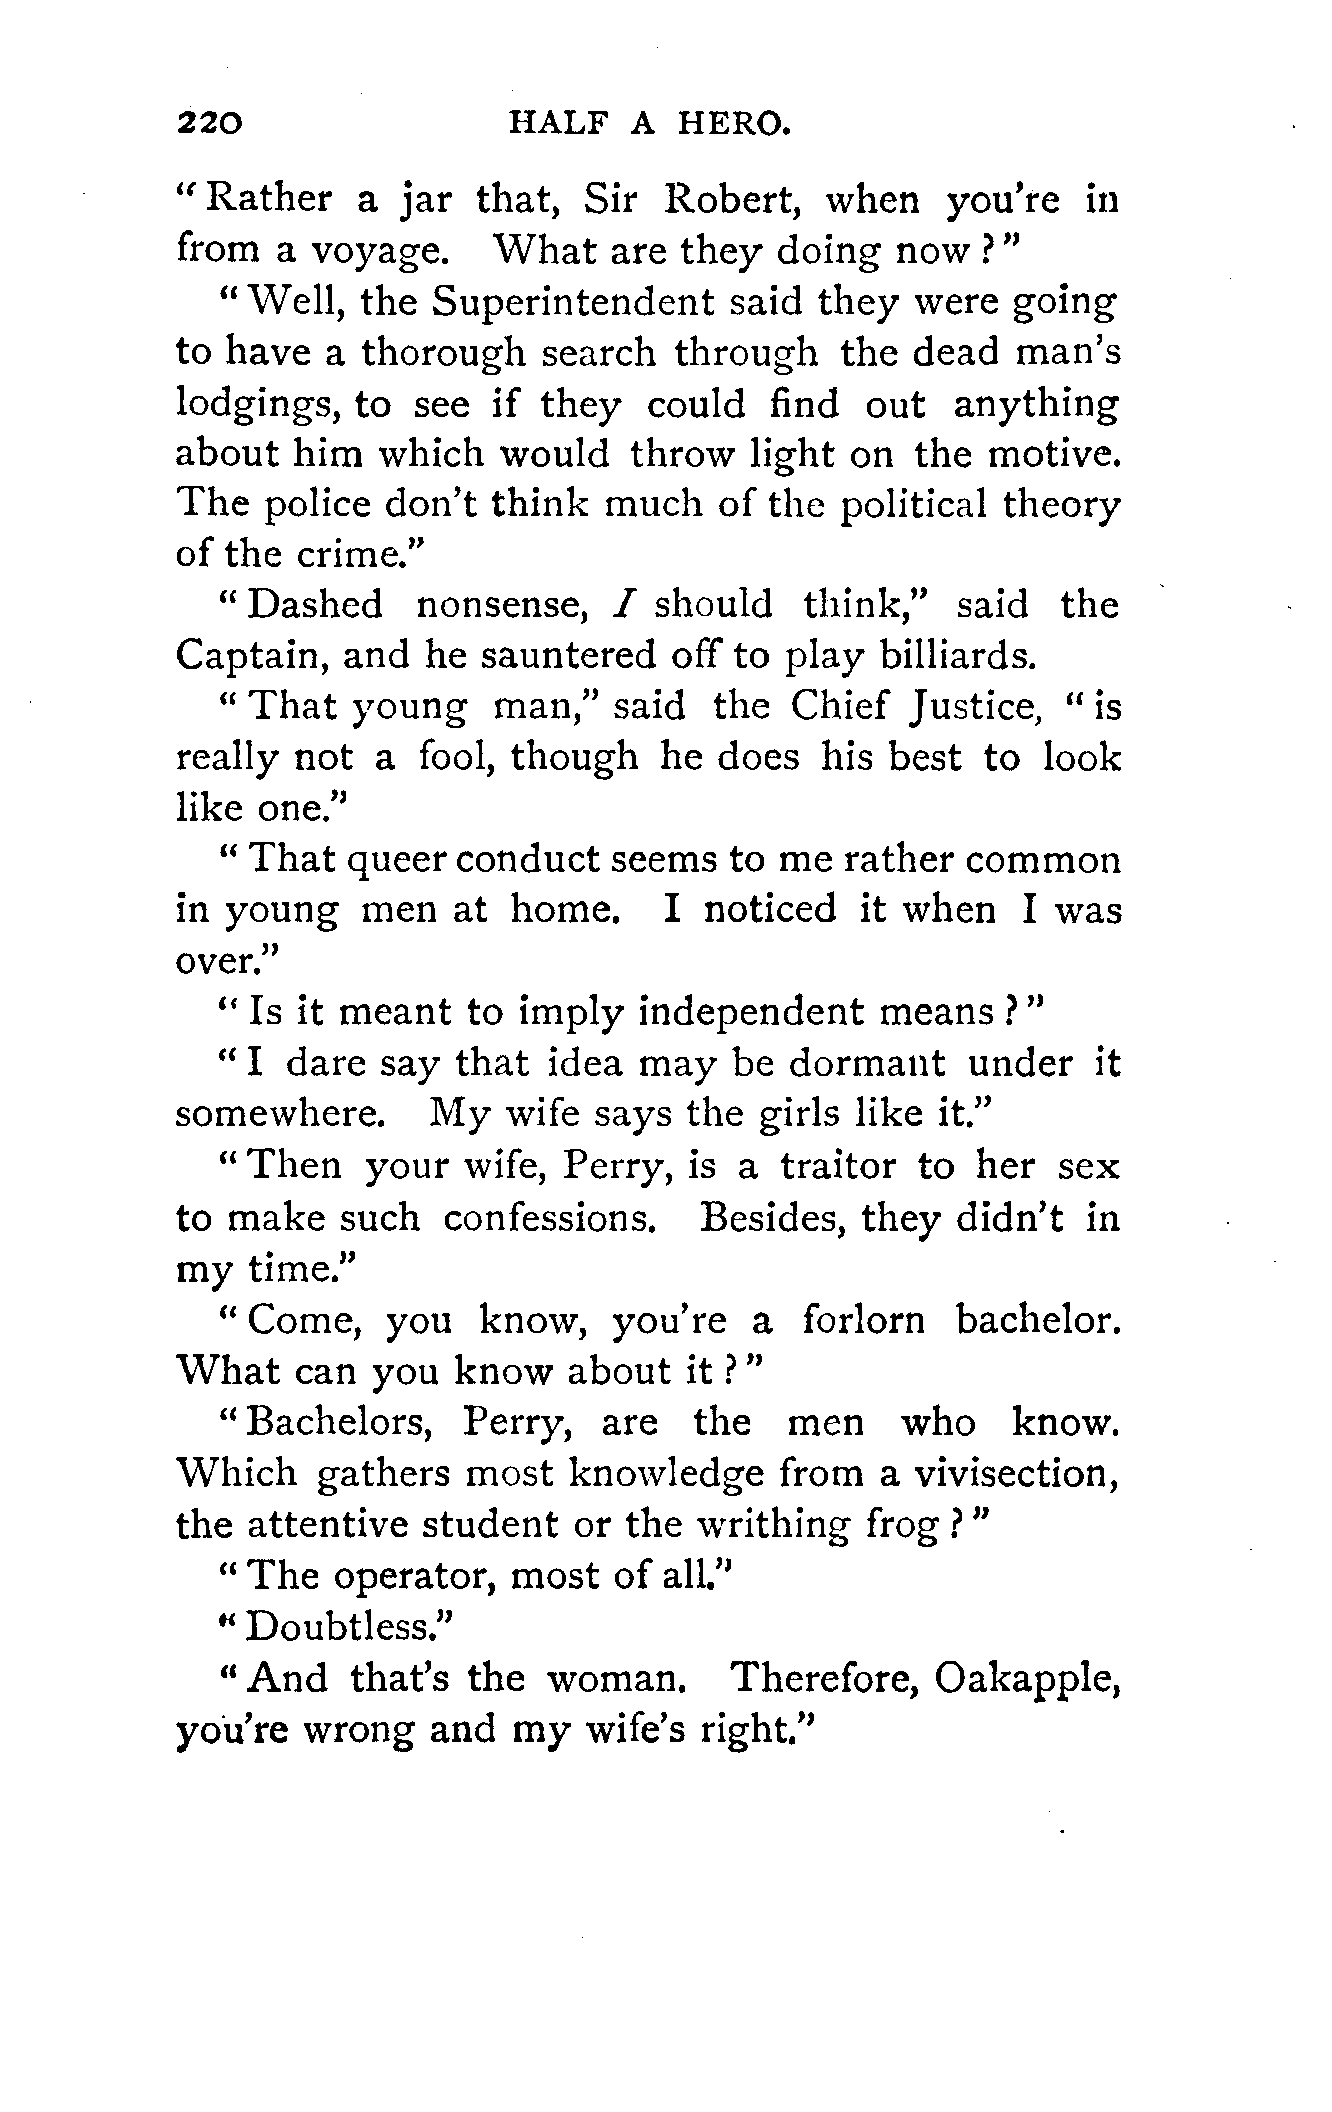 220 HALF A HERO.
“Rather a jar that, Sir Robert, when you’re in
from a voyage. What are they doing now?”
“Well, the Superintendent said they were going
to have a thorough search through the dead man’s
lodgings, to see if they could find out anything
about him which would throw light on the motive.
The police don’t think much of the political theory
of the crime.”
“Dashed nonsense, I should think,” said the
Captain, and he sauntered off to play billiards.
“That young man,” said the Chief Justice, “is
really not a fool, though he does his best to look
like one.”
“That queer conduct seems to me rather common
in young men at home. I noticed it when I was
over.”
“Is it meant to imply independent means?”
“I dare say that idea may be dormant under it
somewhere. My wife says the girls like it.”
“Then your wife, Perry, is a traitor to her sex
to make such confessions. Besides, they didn’t in
my time.”
“Come, you know, you’re a forlorn bachelor.
What can you know about it?”
“Bachelors, Perry, are the men who know.
Which gathers most knowledge from a vivisection,
the attentive student or the writhing frog?”
“The operator, most of all.”
“Doubtless.”
“And that’s the woman. Therefore, Oakapple,
you’re wrong and my wife’s right.”